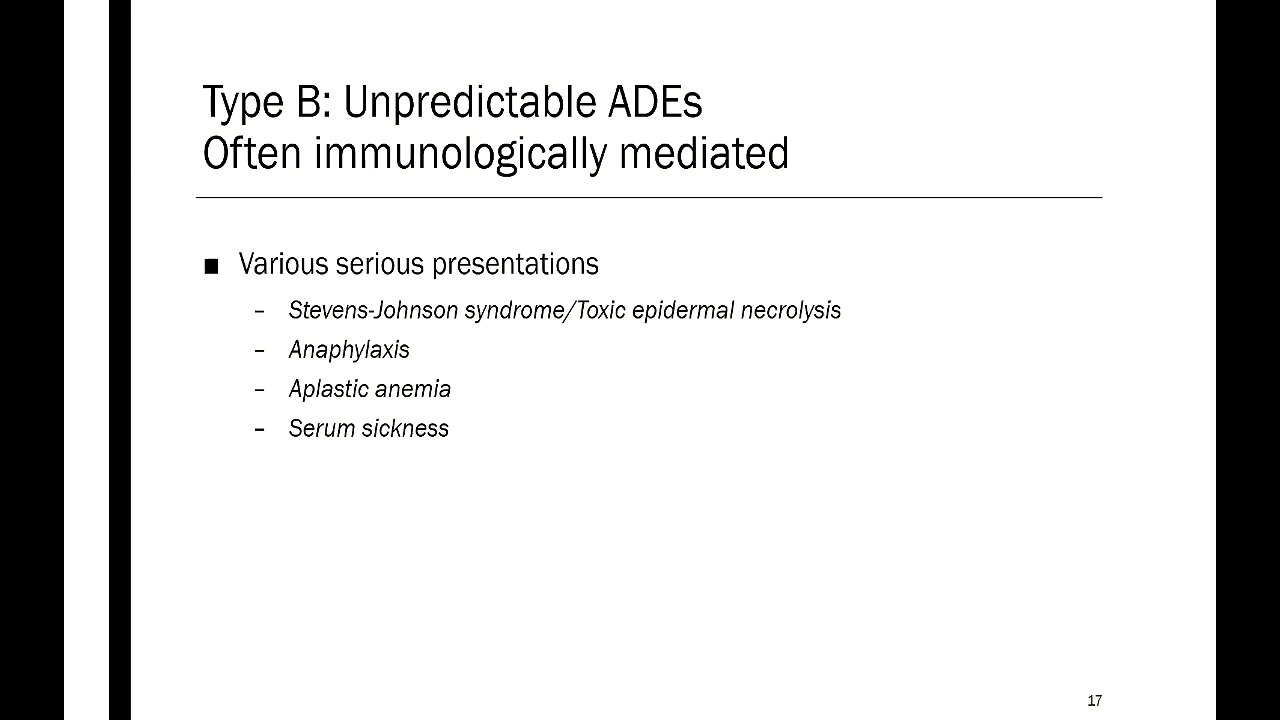 Type B: Unpredictable ADEs
Often immunologically mediated
■ Various serious presentations
– Stevens-Johnson syndrome/Toxic epidermal necrolysis
– Anaphylaxis
– Aplastic anemia
– Serum sickness
17